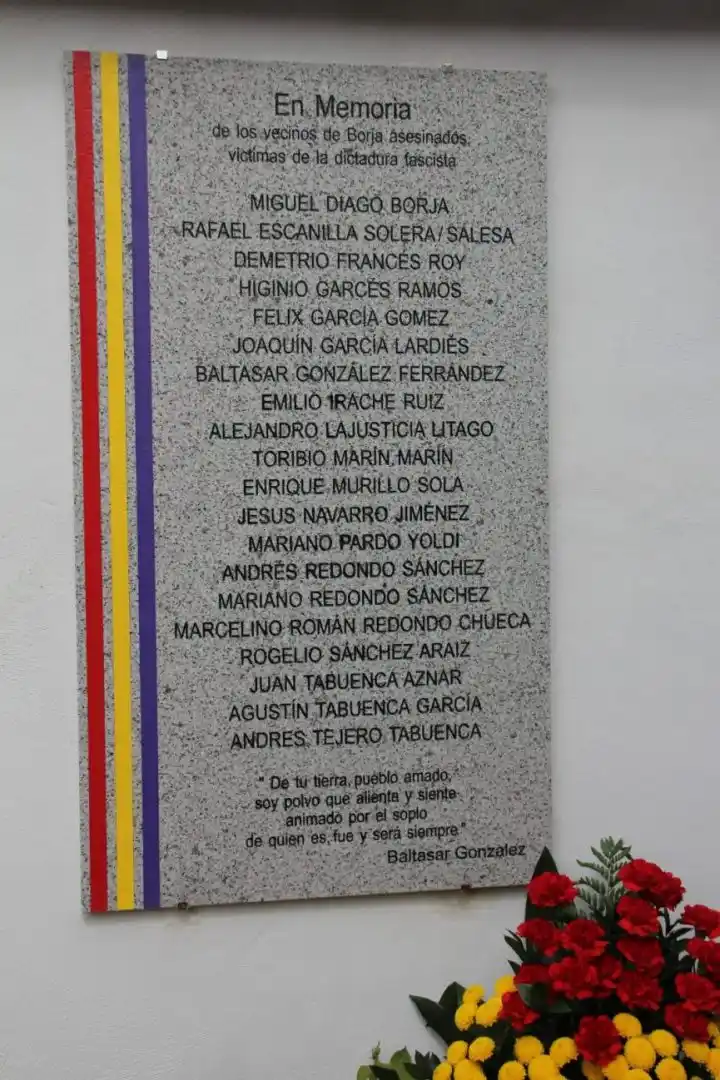 En Memoria
de los vecinos de Borja asesinados,
victimas de la dictadura fascista
MIGUEL DIAGO BORJA
RAFAEL ESCANILLA SOLERA/SALESA
DEMETRIO FRANCÉS ROY
HIGINIO GARCÉS RAMOS
FELIX GARCÍA GOMEZ
JOAQUÍN GARCÍA LARDIÉS
BALTASAR GONZÁLEZ FERRÁNDEZ
EMILIO IRACHE RUIZ
ALEJANDRO LAJUSTICIA LITAGO
TORIBIO MARÍN MARÍN
ENRIQUE MURILLO SOLA
JESUS NAVARRO JIMÉNEZ
MARIANO PARDO YOLDI
ANDRÉS REDONDO SÁNCHEZ
MARIANO REDONDO SÁNCHEZ
MARCELINO ROMÁN REDONDO CHUECA
ROGELIO SÁNCHEZ ARAIZ
JUAN TABUENCA AZNAR
AGUSTÍN TABUENCA GARCÍA
ANDRES TEJERO TABUENCA
" De tu tierra, pueblo amado,
soy polvo que alienta y siente
animado por el soplo
de quien es, fue y será siempre"
Baltasar Gonzalez